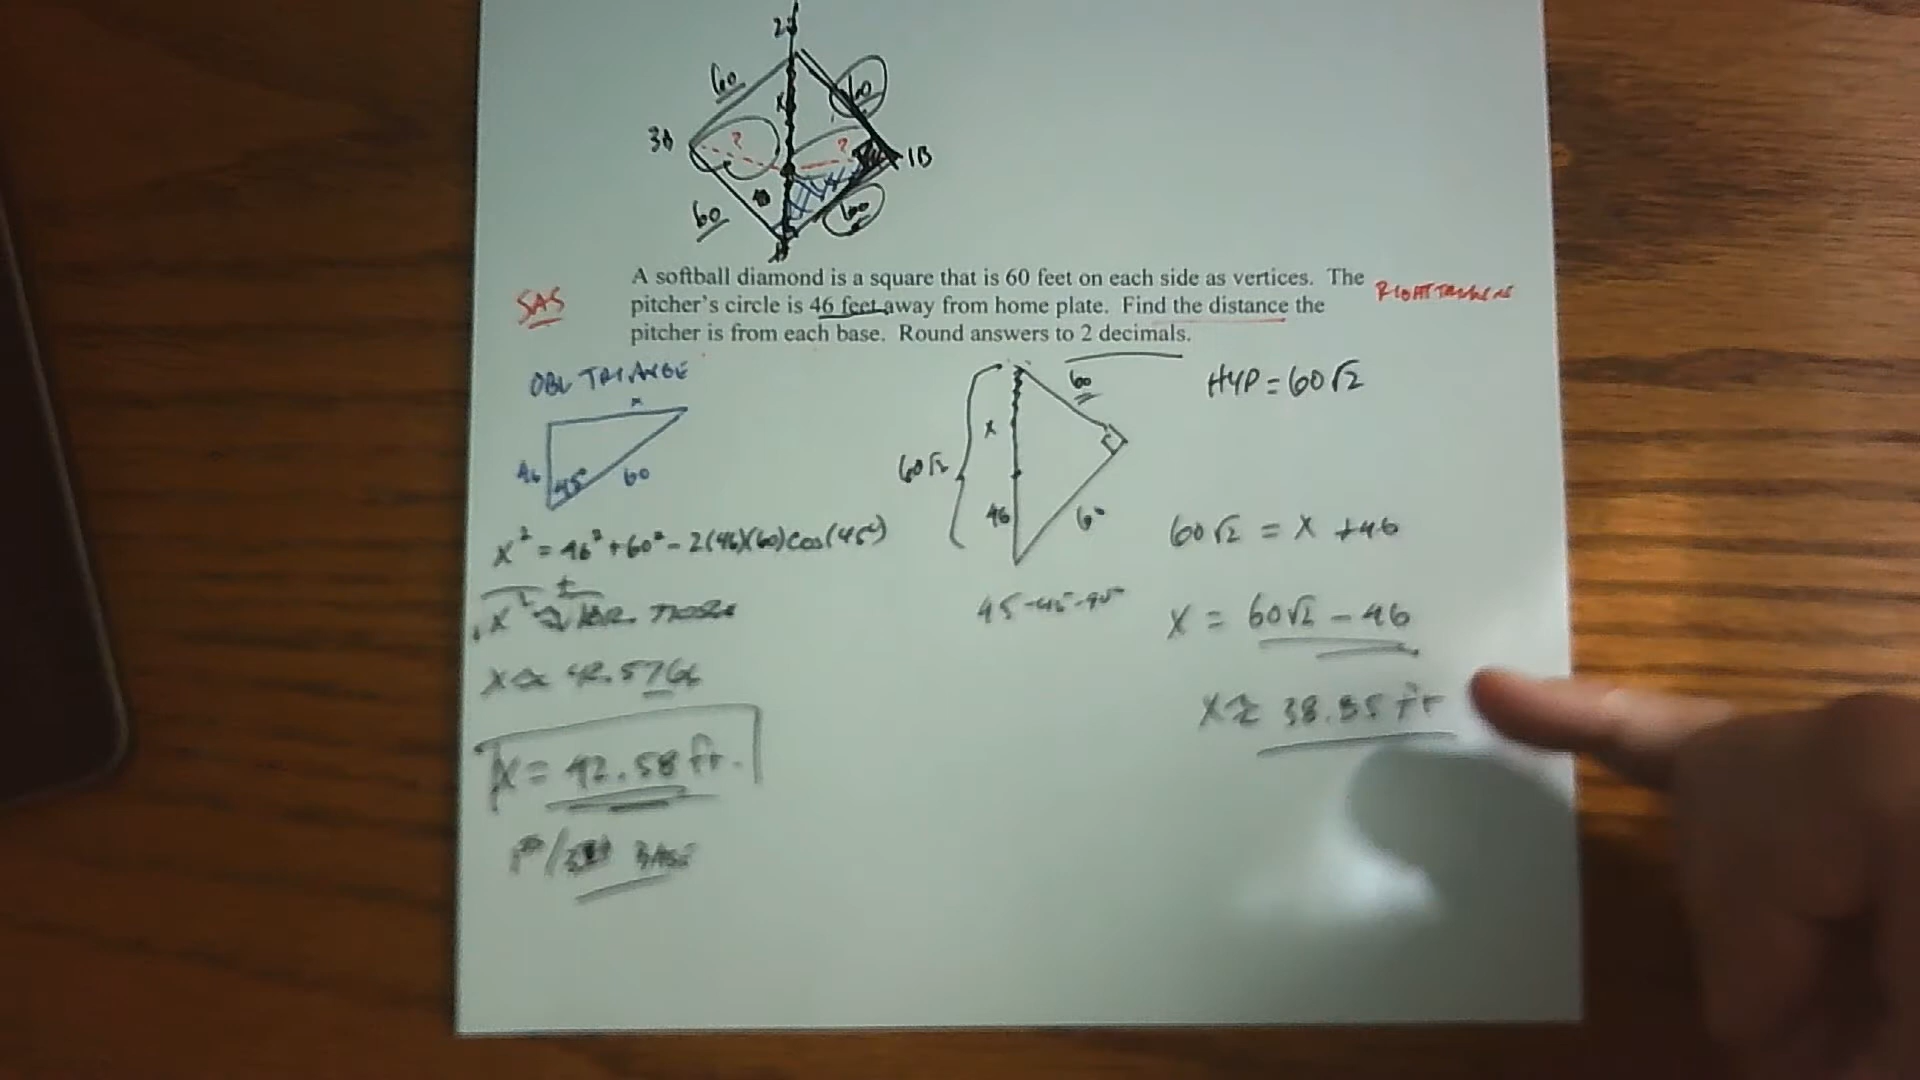 2B
60
60
x
3B
?
?
1B
60
60
A softball diamond is a square that is 60 feet on each side as vertices. The
pitcher's circle is 46 feet away from home plate. Find the distance the
pitcher is from each base. Round answers to 2 decimals.
SAS
RIGHT
OBL TRIANGLE
x
46
45°
60
x² = 46² + 60² - 2(46)(60)cos(45°)
x² ≈
x ≈ 42.5766
x = 42.58 ft.
BASE
60
x
60√2
46
60
45-45-90
HYP = 60√2
60√2 = x + 46
x = 60√2 - 46
x ≈ 38.85 ft